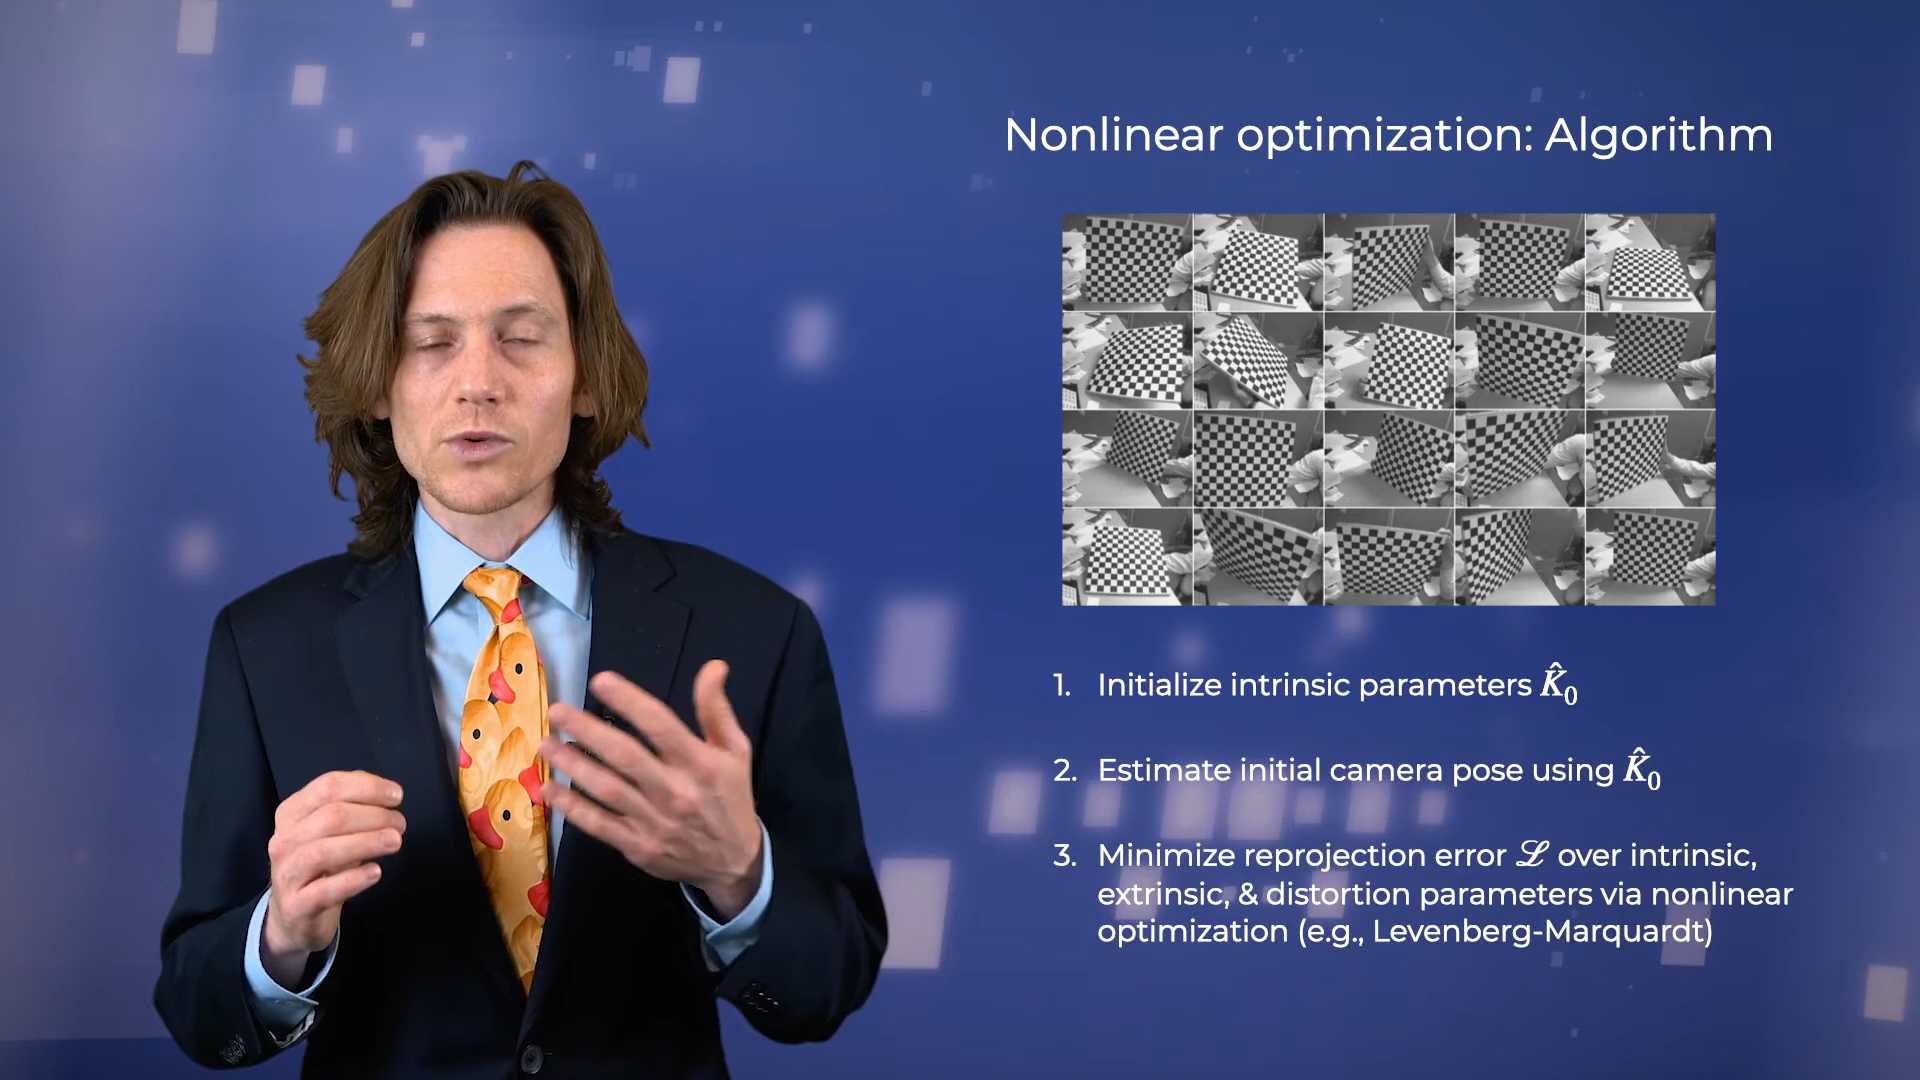 Nonlinear optimization: Algorithm
1. Initialize intrinsic parameters K̂₀
2. Estimate initial camera pose using K̂₀
3. Minimize reprojection error ℒ over intrinsic,
extrinsic, & distortion parameters via nonlinear
optimization (e.g., Levenberg-Marquardt)